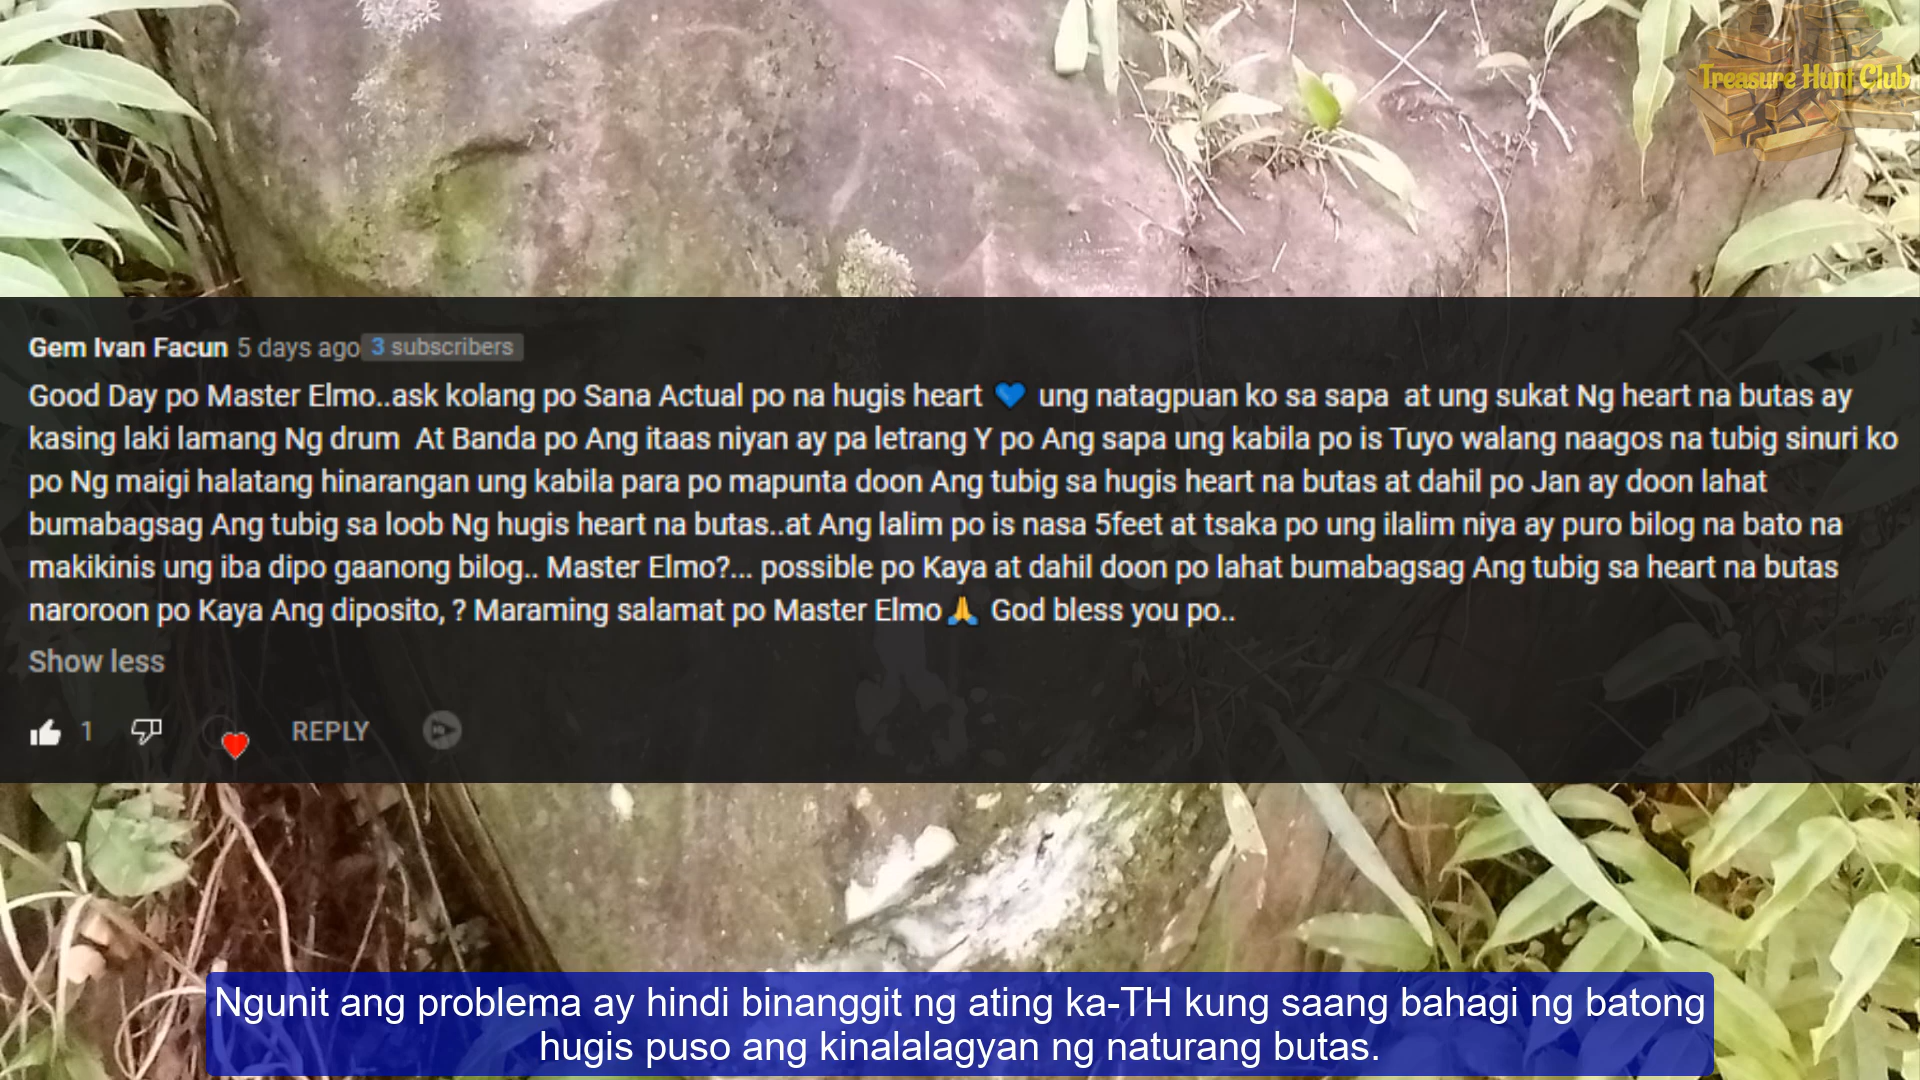 Treasure Hunt Club
Gem Ivan Facun 5 days ago 3 subscribers
Good Day po Master Elmo..ask kolang po Sana Actual po na hugis heart 💙 ung natagpuan ko sa sapa at ung sukat Ng heart na butas ay
kasing laki lamang Ng drum At Banda po Ang itaas niyan ay pa letrang Y po Ang sapa ung kabila po is Tuyo walang naagos na tubig sinuri ko
po Ng maigi halatang hinarangan ung kabila para po mapunta doon Ang tubig sa hugis heart na butas at dahil po Jan ay doon lahat
bumabagsag Ang tubig sa loob Ng hugis heart na butas..at Ang lalim po is nasa 5feet at tsaka po ung ilalim niya ay puro bilog na bato na
makikinis ung iba dipo gaanong bilog.. Master Elmo?... possible po Kaya at dahil doon po lahat bumabagsag Ang tubig sa heart na butas
naroroon po Kaya Ang diposito, ? Maraming salamat po Master Elmo🙏 God bless you po..
Show less
1 REPLY
Ngunit ang problema ay hindi binanggit ng ating ka-TH kung saang bahagi ng batong
hugis puso ang kinalalagyan ng naturang butas.